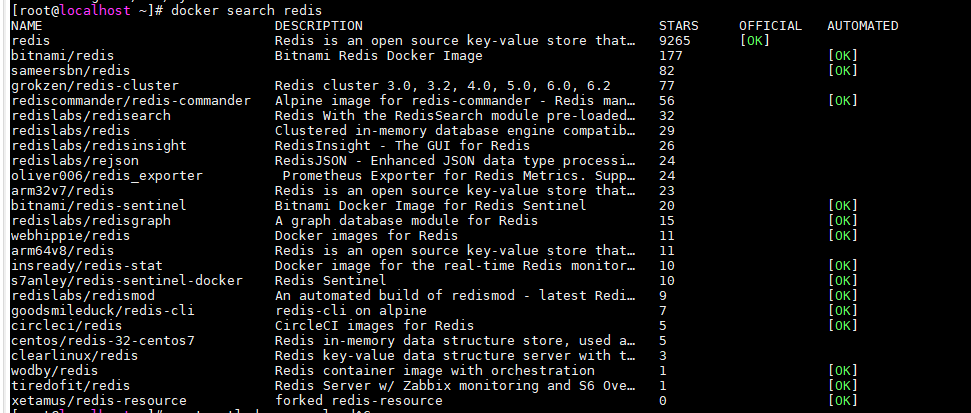 [root@localhost ~]# docker search redis
NAME DESCRIPTION STARS OFFICIAL AUTOMATED
redis Redis is an open source key-value store that… 9265 [OK]
bitnami/redis Bitnami Redis Docker Image 177 [OK]
sameersbn/redis 82 [OK]
grokzen/redis-cluster Redis cluster 3.0, 3.2, 4.0, 5.0, 6.0, 6.2 77
rediscommander/redis-commander Alpine image for redis-commander - Redis man… 56 [OK]
redislabs/redisearch Redis With the RedisSearch module pre-loaded… 32
redislabs/redis Clustered in-memory database engine compatib… 29
redislabs/redisinsight RedisInsight - The GUI for Redis 26
redislabs/rejson RedisJSON - Enhanced JSON data type processi… 24
oliver006/redis_exporter Prometheus Exporter for Redis Metrics. Supp… 24
arm32v7/redis Redis is an open source key-value store that… 23
bitnami/redis-sentinel Bitnami Docker Image for Redis Sentinel 20 [OK]
redislabs/redisgraph A graph database module for Redis 15 [OK]
webhippie/redis Docker images for Redis 11 [OK]
arm64v8/redis Redis is an open source key-value store that… 11
insready/redis-stat Docker image for the real-time Redis monitor… 10 [OK]
s7anley/redis-sentinel-docker Redis Sentinel 10 [OK]
redislabs/redismod An automated build of redismod - latest Redi… 9 [OK]
goodsmileduck/redis-cli redis-cli on alpine 7 [OK]
circleci/redis CircleCI images for Redis 5 [OK]
centos/redis-32-centos7 Redis in-memory data structure store, used a… 5
clearlinux/redis Redis key-value data structure server with t… 3
wodby/redis Redis container image with orchestration 1 [OK]
tiredofit/redis Redis Server w/ Zabbix monitoring and S6 Ove… 1 [OK]
xetamus/redis-resource forked redis-resource 0 [OK]